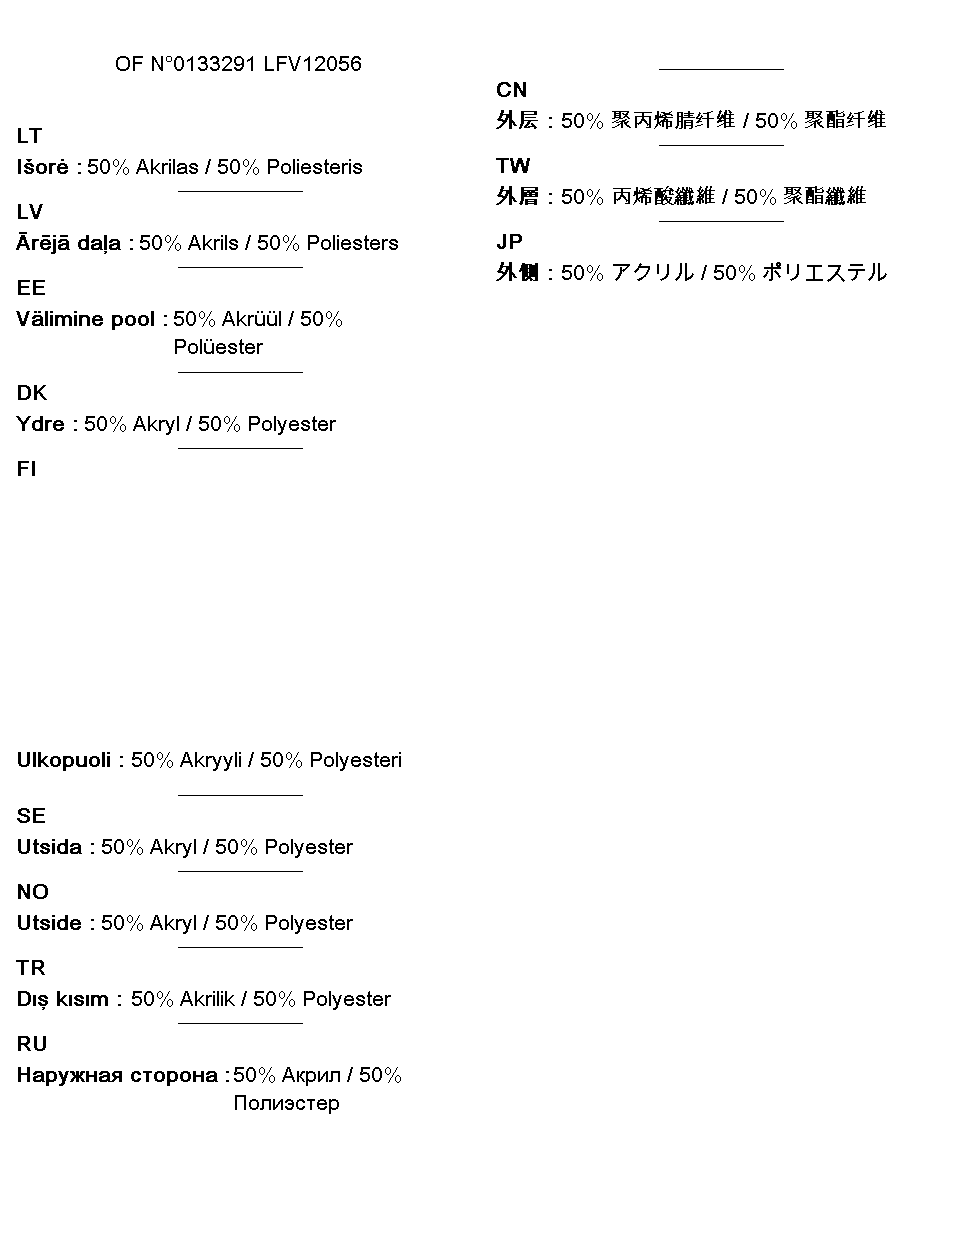 OF N°0133291 LFV12056
LT
Išorė : 50% Akrilas / 50% Poliesteris
LV
Ārējā daļa : 50% Akrils / 50% Poliesters
EE
Välimine pool : 50% Akrüül / 50%
Polüester
DK
Ydre : 50% Akryl / 50% Polyester
FI
Ulkopuoli : 50% Akryyli / 50% Polyesteri
SE
Utsida : 50% Akryl / 50% Polyester
NO
Utside : 50% Akryl / 50% Polyester
TR
Dış kısım : 50% Akrilik / 50% Polyester
RU
Наружная сторона : 50% Акрил / 50%
Полиэстер
CN
外层 : 50% 聚丙烯腈纤维 / 50% 聚酯纤维
TW
外層 : 50% 丙烯酸纖維 / 50% 聚酯纖維
JP
外側 : 50% アクリル / 50% ポリエステル